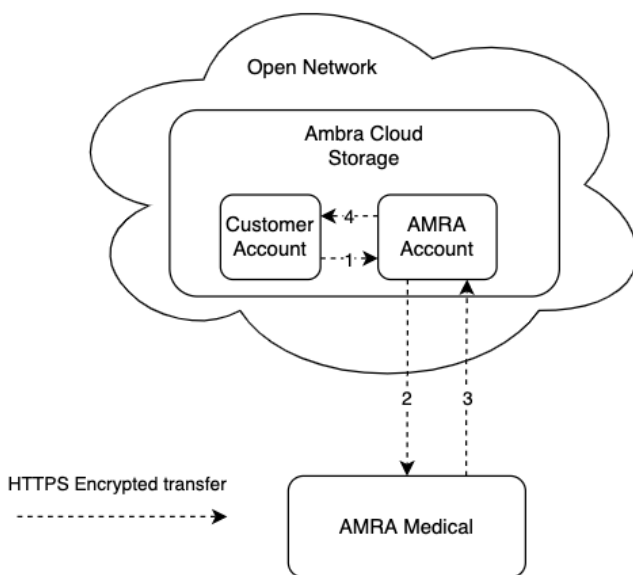 Open Network
Ambra Cloud
Storage
Customer
Account
4
1
AMRA
Account
2
3
HTTPS Encrypted transfer
AMRA Medical